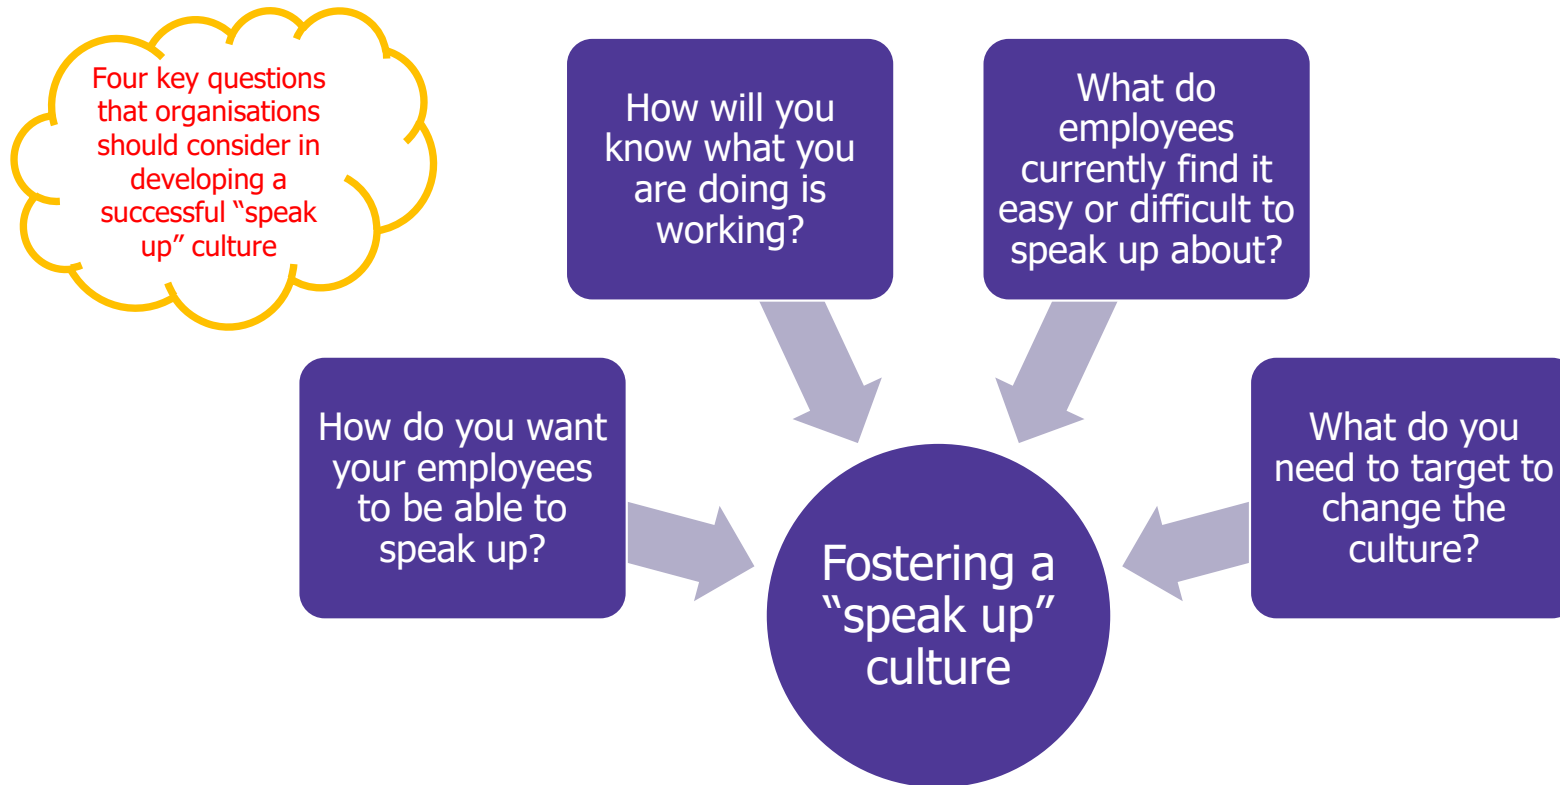 Four key questions
that organisations
should consider in
developing a
successful “speak
up” culture
How will you
know what you
are doing is
working?
What do
employees
currently find it
easy or difficult to
speak up about?
How do you want
your employees
to be able to
speak up?
What do you
need to target to
change the
culture?
Fostering a
“speak up”
culture